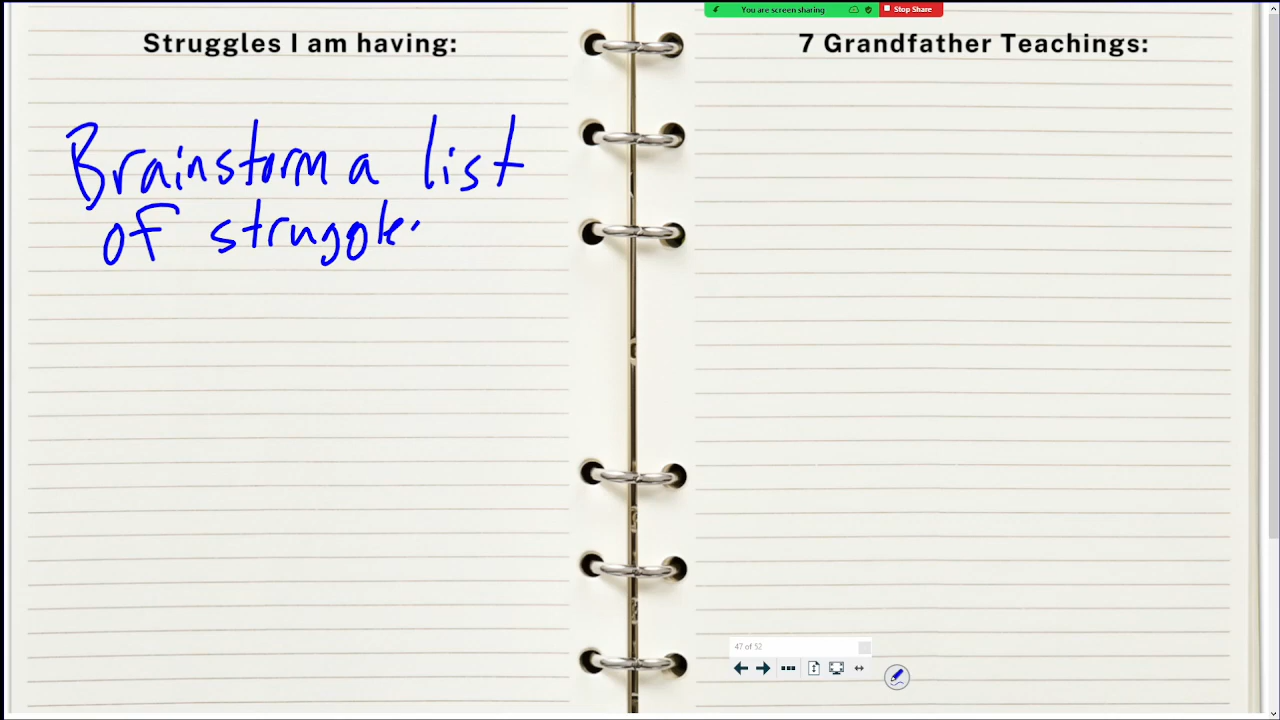 You are screen sharing
Stop Share
Struggles I am having:
Brainstorm a list
of struggle
7 Grandfather Teachings:
47 of 52